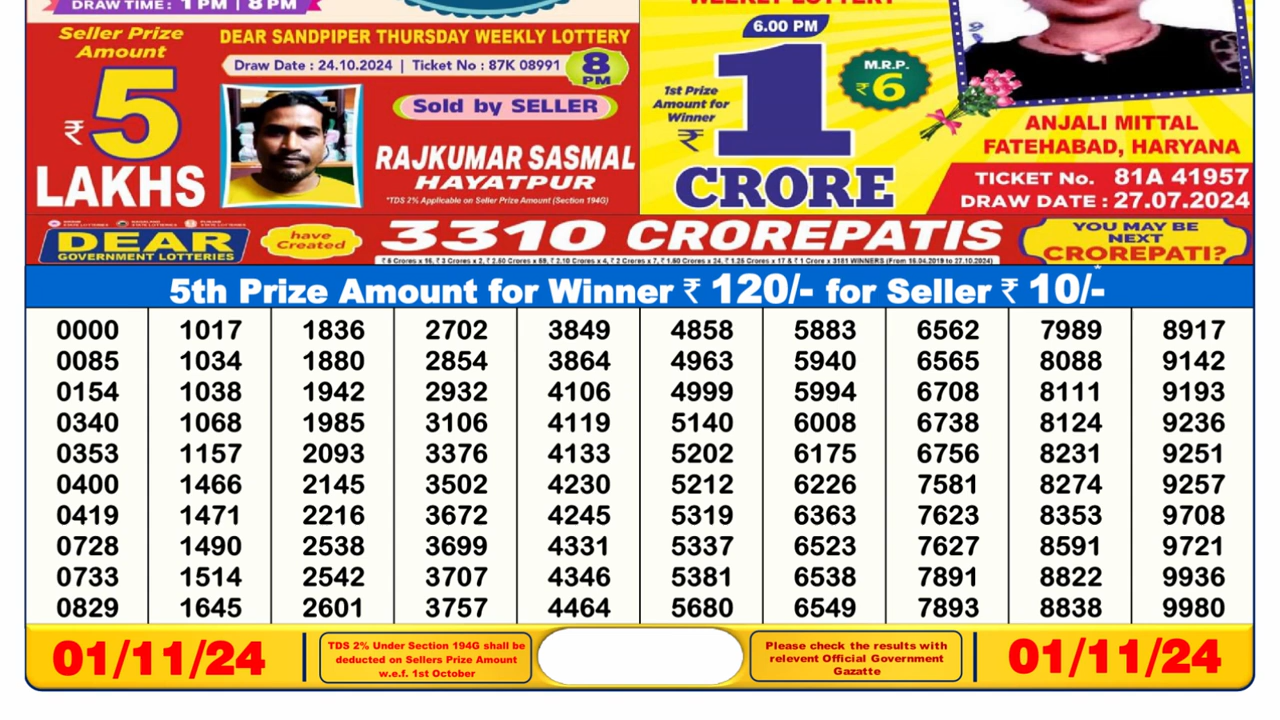 DRAW TIME : 1 PM | 8 PM
Seller Prize
Amount
₹5
LAKHS
DEAR SANDPIPER THURSDAY WEEKLY LOTTERY
Draw Date : 24.10.2024 | Ticket No : 87K 08991
8
PM
Sold by SELLER
RAJKUMAR SASMAL
HAYATPUR
*TDS 2% Applicable on Seller Prize Amount (Section 194G)
WEEKLY LOTTERY
6.00 PM
1st Prize
Amount for
Winner
₹
1
CRORE
M.R.P.
₹6
ANJALI MITTAL
FATEHABAD, HARYANA
TICKET No. 81A 41957
DRAW DATE : 27.07.2024
DEAR
GOVERNMENT LOTTERIES
have
Created
3310 CROREPATIS
YOU MAY BE
NEXT
CROREPATI?
5th Prize Amount for Winner ₹ 120/- for Seller ₹ 10/-
0000 1017 1836 2702 3849 4858 5883 6562 7989 8917
0085 1034 1880 2854 3864 4963 5940 6565 8088 9142
0154 1038 1942 2932 4106 4999 5994 6708 8111 9193
0340 1068 1985 3106 4119 5140 6008 6738 8124 9236
0353 1157 2093 3376 4133 5202 6175 6756 8231 9251
0400 1466 2145 3502 4230 5212 6226 7581 8274 9257
0419 1471 2216 3672 4245 5319 6363 7623 8353 9708
0728 1490 2538 3699 4331 5337 6523 7627 8591 9721
0733 1514 2542 3707 4346 5381 6538 7891 8822 9936
0829 1645 2601 3757 4464 5680 6549 7893 8838 9980
01/11/24
TDS 2% Under Section 194G shall be
deducted on Sellers Prize Amount
w.e.f. 1st October
Please check the results with
relevent Official Government
Gazatte
01/11/24